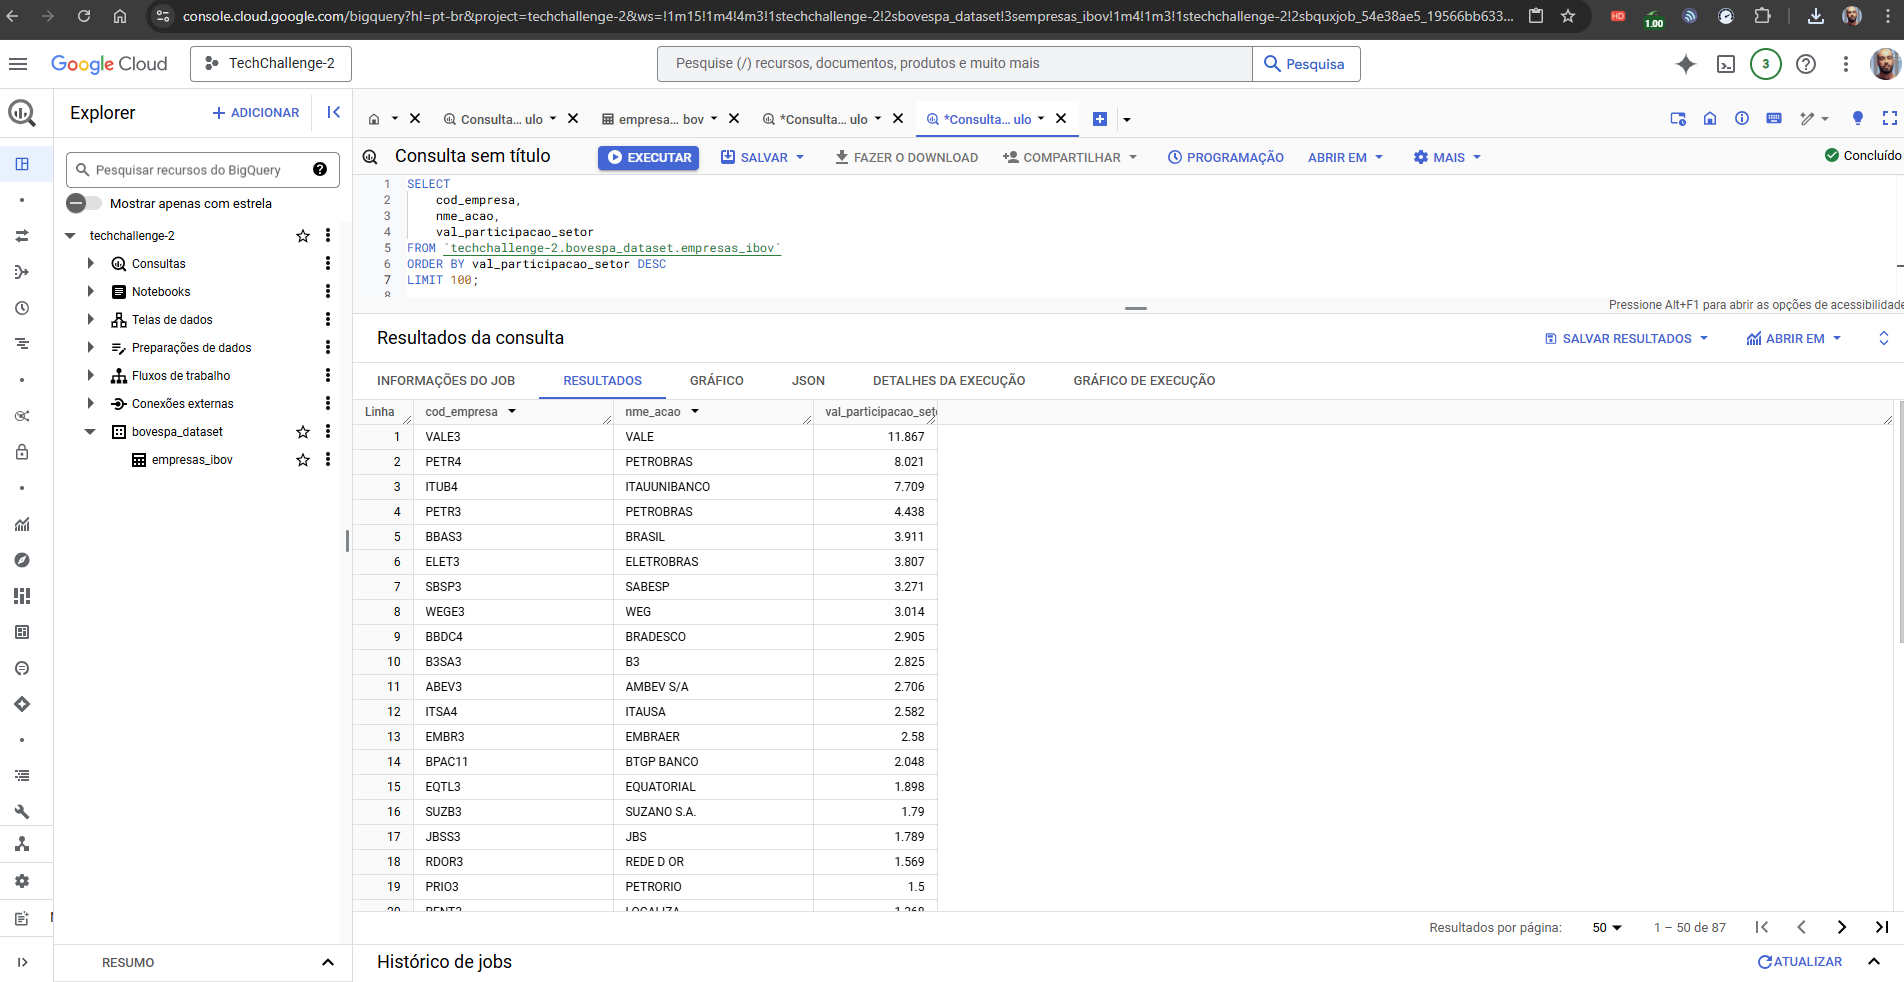 console.cloud.google.com/bigquery?hl=pt-br&project=techchallenge-2&ws=!1m15!1m4!4m3!1stechchallenge-2!2sbovespa_dataset!3sempresas_ibov!1m4!1m3!1stechchallenge-2!2sbquxjob_54e38ae5_19566bb633...
HD
1.00
Google Cloud
TechChallenge-2
Pesquise (/) recursos, documentos, produtos e muito mais
Pesquisa
3
Explorer
ADICIONAR
Consulta... ulo
empresa... bov
*Consulta... ulo
*Consulta... ulo
Consulta sem título
EXECUTAR
SALVAR
FAZER O DOWNLOAD
COMPARTILHAR
PROGRAMAÇÃO
ABRIR EM
MAIS
Concluído
Pesquisar recursos do BigQuery
Mostrar apenas com estrela
techchallenge-2
Consultas
Notebooks
Telas de dados
Preparações de dados
Fluxos de trabalho
Conexões externas
bovespa_dataset
empresas_ibov
1 SELECT
2 cod_empresa,
3 nme_acao,
4 val_participacao_setor
5 FROM `techchallenge-2.bovespa_dataset.empresas_ibov`
6 ORDER BY val_participacao_setor DESC
7 LIMIT 100;
8
Pressione Alt+F1 para abrir as opções de acessibilidade
Resultados da consulta
SALVAR RESULTADOS
ABRIR EM
INFORMAÇÕES DO JOB
RESULTADOS
GRÁFICO
JSON
DETALHES DA EXECUÇÃO
GRÁFICO DE EXECUÇÃO
Linha cod_empresa nme_acao val_participacao_set
1 VALE3 VALE 11.867
2 PETR4 PETROBRAS 8.021
3 ITUB4 ITAUUNIBANCO 7.709
4 PETR3 PETROBRAS 4.438
5 BBAS3 BRASIL 3.911
6 ELET3 ELETROBRAS 3.807
7 SBSP3 SABESP 3.271
8 WEGE3 WEG 3.014
9 BBDC4 BRADESCO 2.905
10 B3SA3 B3 2.825
11 ABEV3 AMBEV S/A 2.706
12 ITSA4 ITAUSA 2.582
13 EMBR3 EMBRAER 2.58
14 BPAC11 BTGP BANCO 2.048
15 EQTL3 EQUATORIAL 1.898
16 SUZB3 SUZANO S.A. 1.79
17 JBSS3 JBS 1.789
18 RDOR3 REDE D OR 1.569
19 PRIO3 PETRORIO 1.5
Resultados por página: 50 1 – 50 de 87
RESUMO
Histórico de jobs
ATUALIZAR